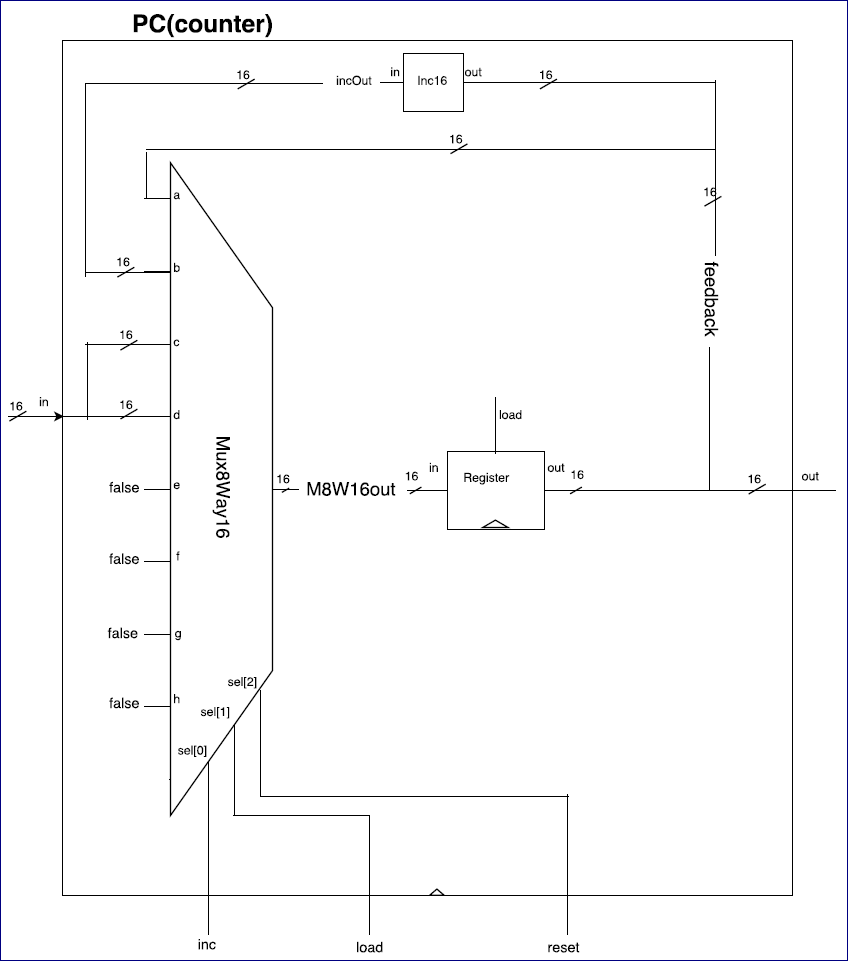 PC(counter)
16
incOut
in
Inc16
out
16
16
16
a
16
b
feedback
16
c
16
in
16
d
load
Mux8Way16
16
M8W16out
16
in
Register
out
16
16
out
false
e
false
f
false
g
false
h
sel[2]
sel[1]
sel[0]
inc
load
reset